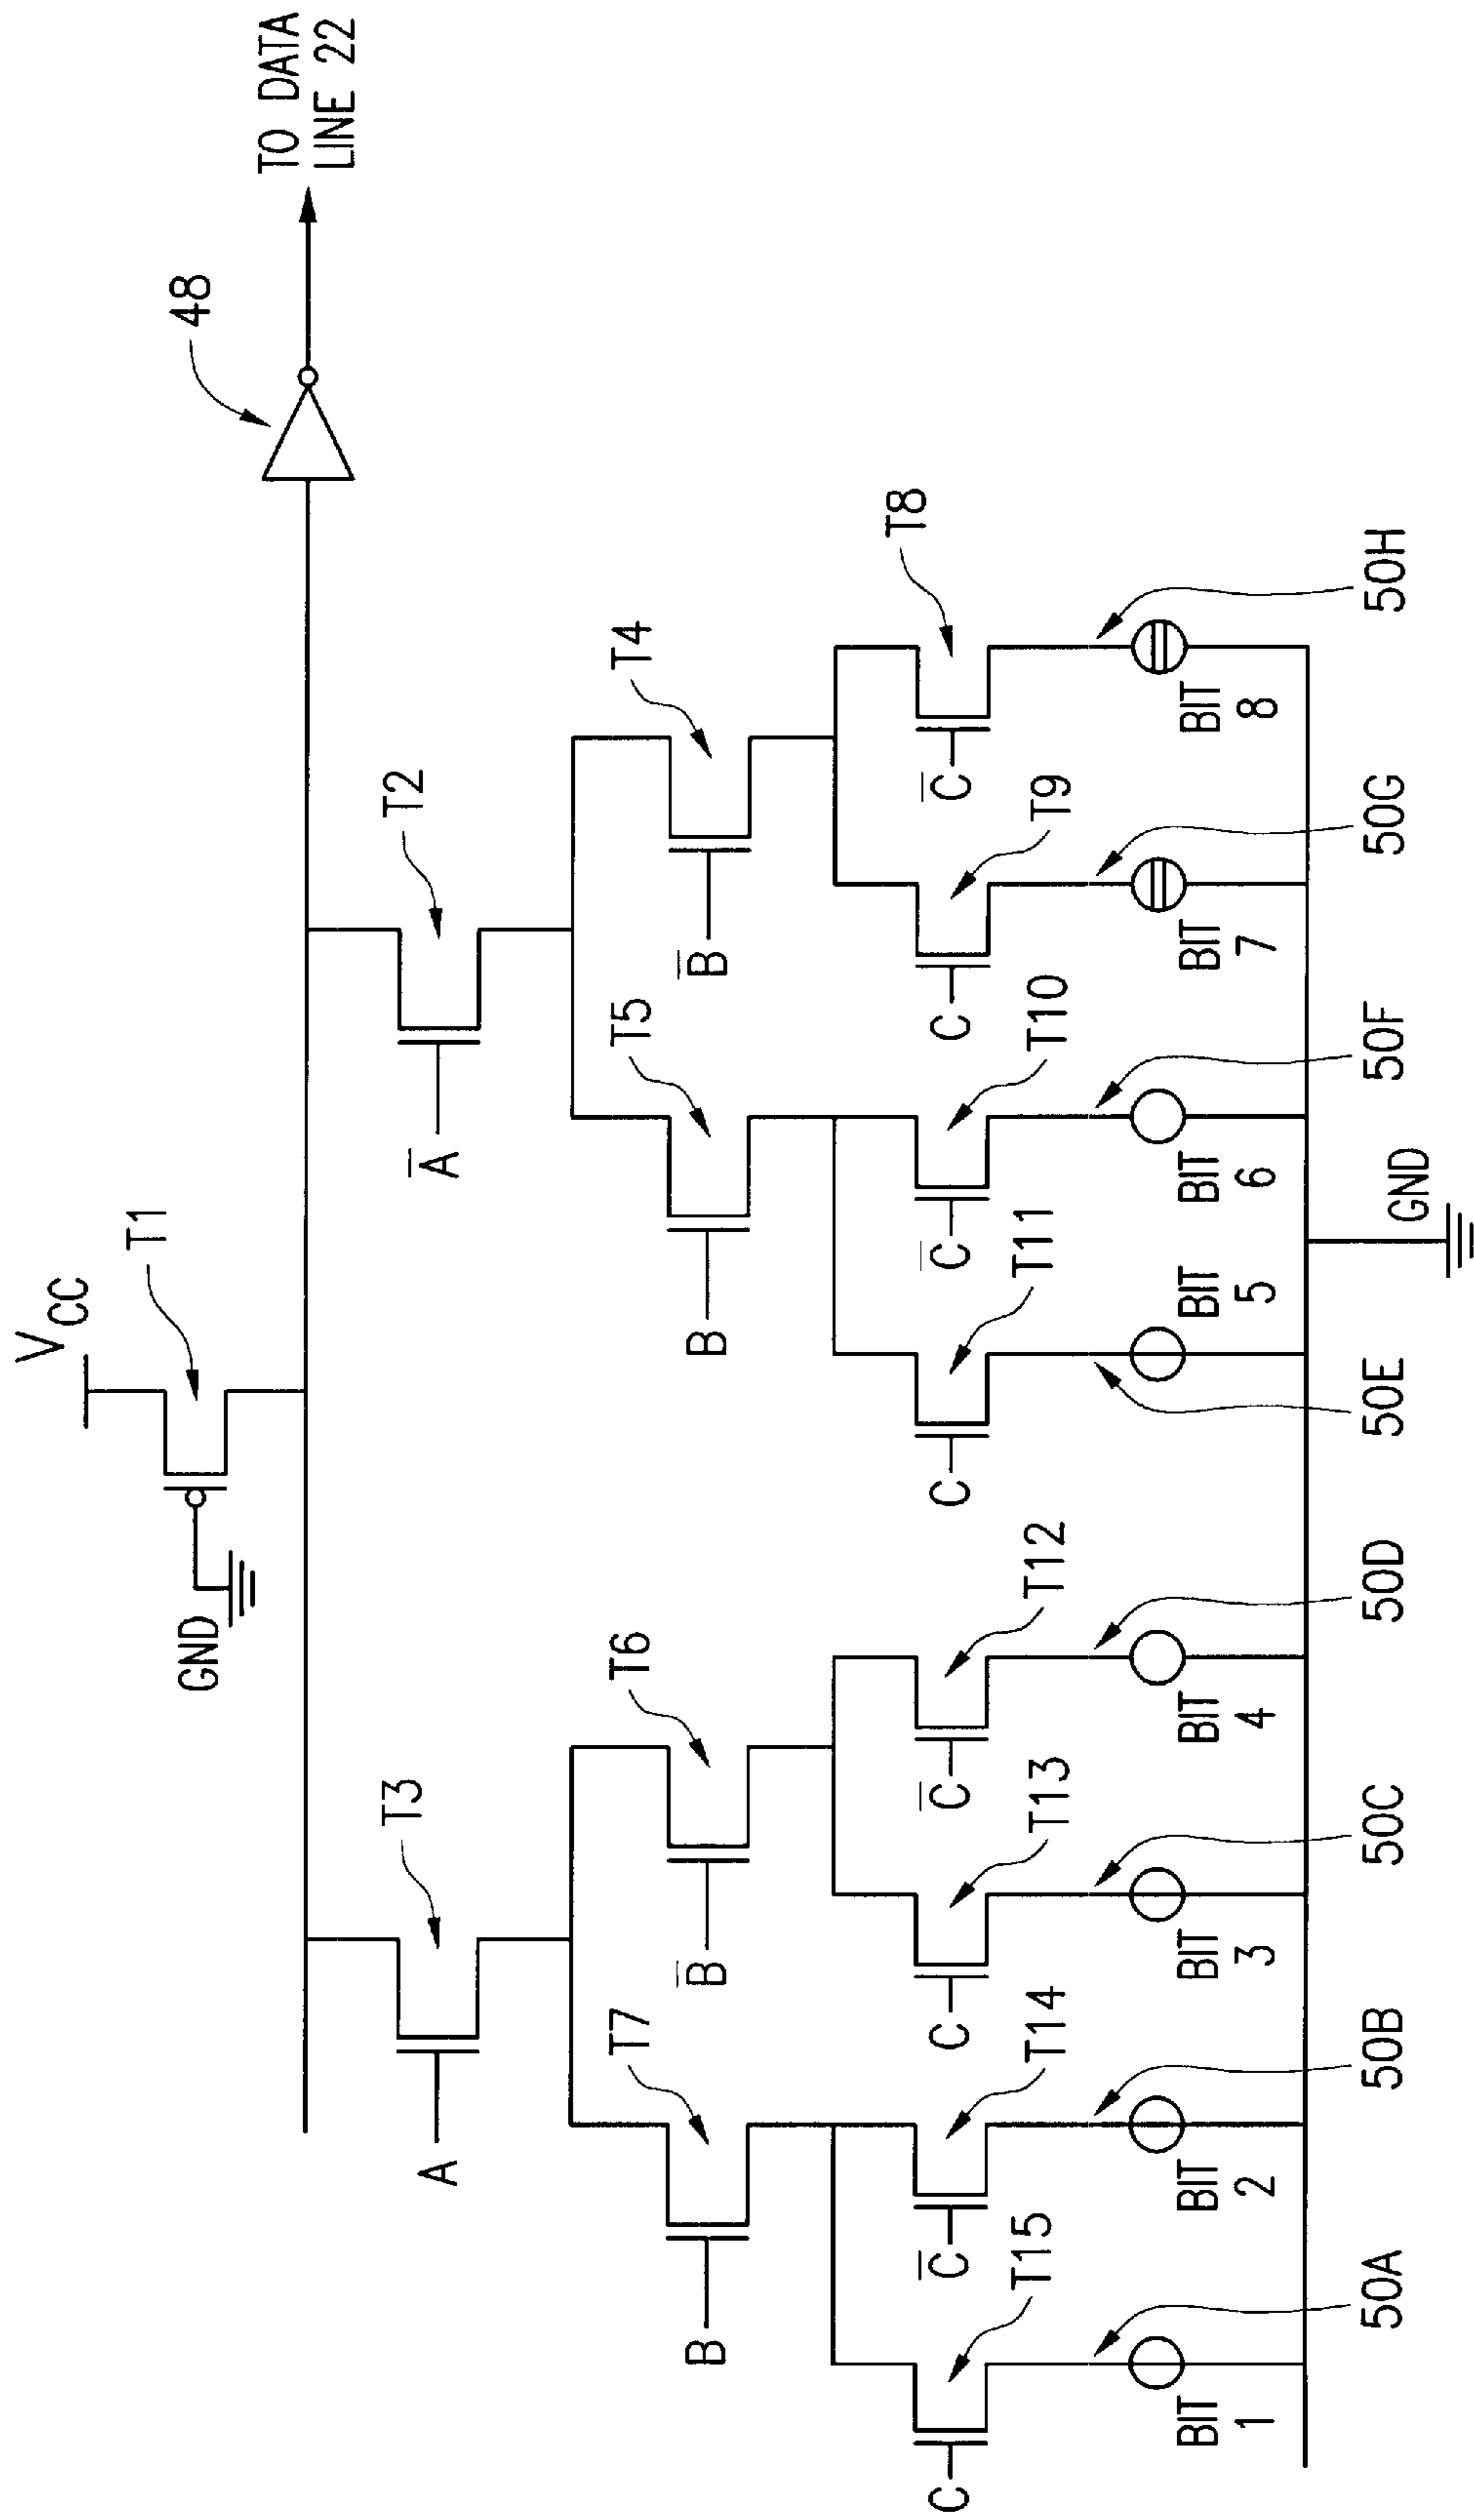 TO DATA
LINE 22
48
VCC
T1
GND
T3
T2
A
A̅
T7
T6
T5
T4
B
B̅
B
B̅
T15
T14
T13
T12
T11
T10
T9
T8
C
C̅
C
C̅
C
C̅
C
C̅
BIT
1
BIT
2
BIT
3
BIT
4
BIT
5
BIT
6
BIT
7
BIT
8
50A
50B
50C
50D
50E
GND
50F
50G
50H